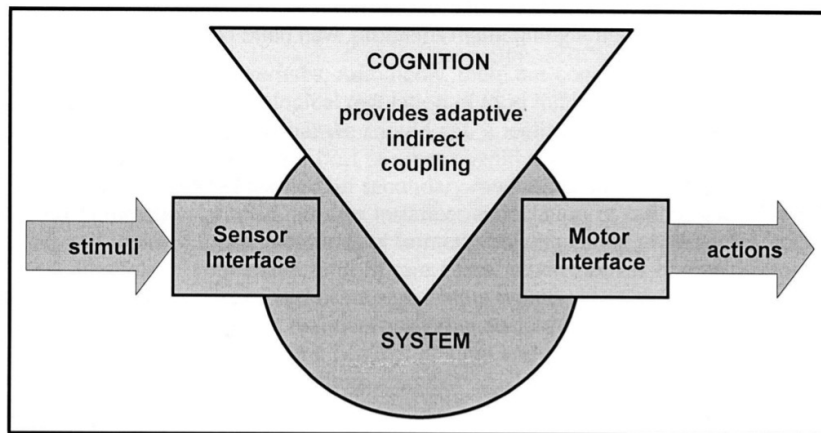 COGNITION
provides adaptive
indirect
coupling
stimuli
Sensor
Interface
Motor
Interface
actions
SYSTEM